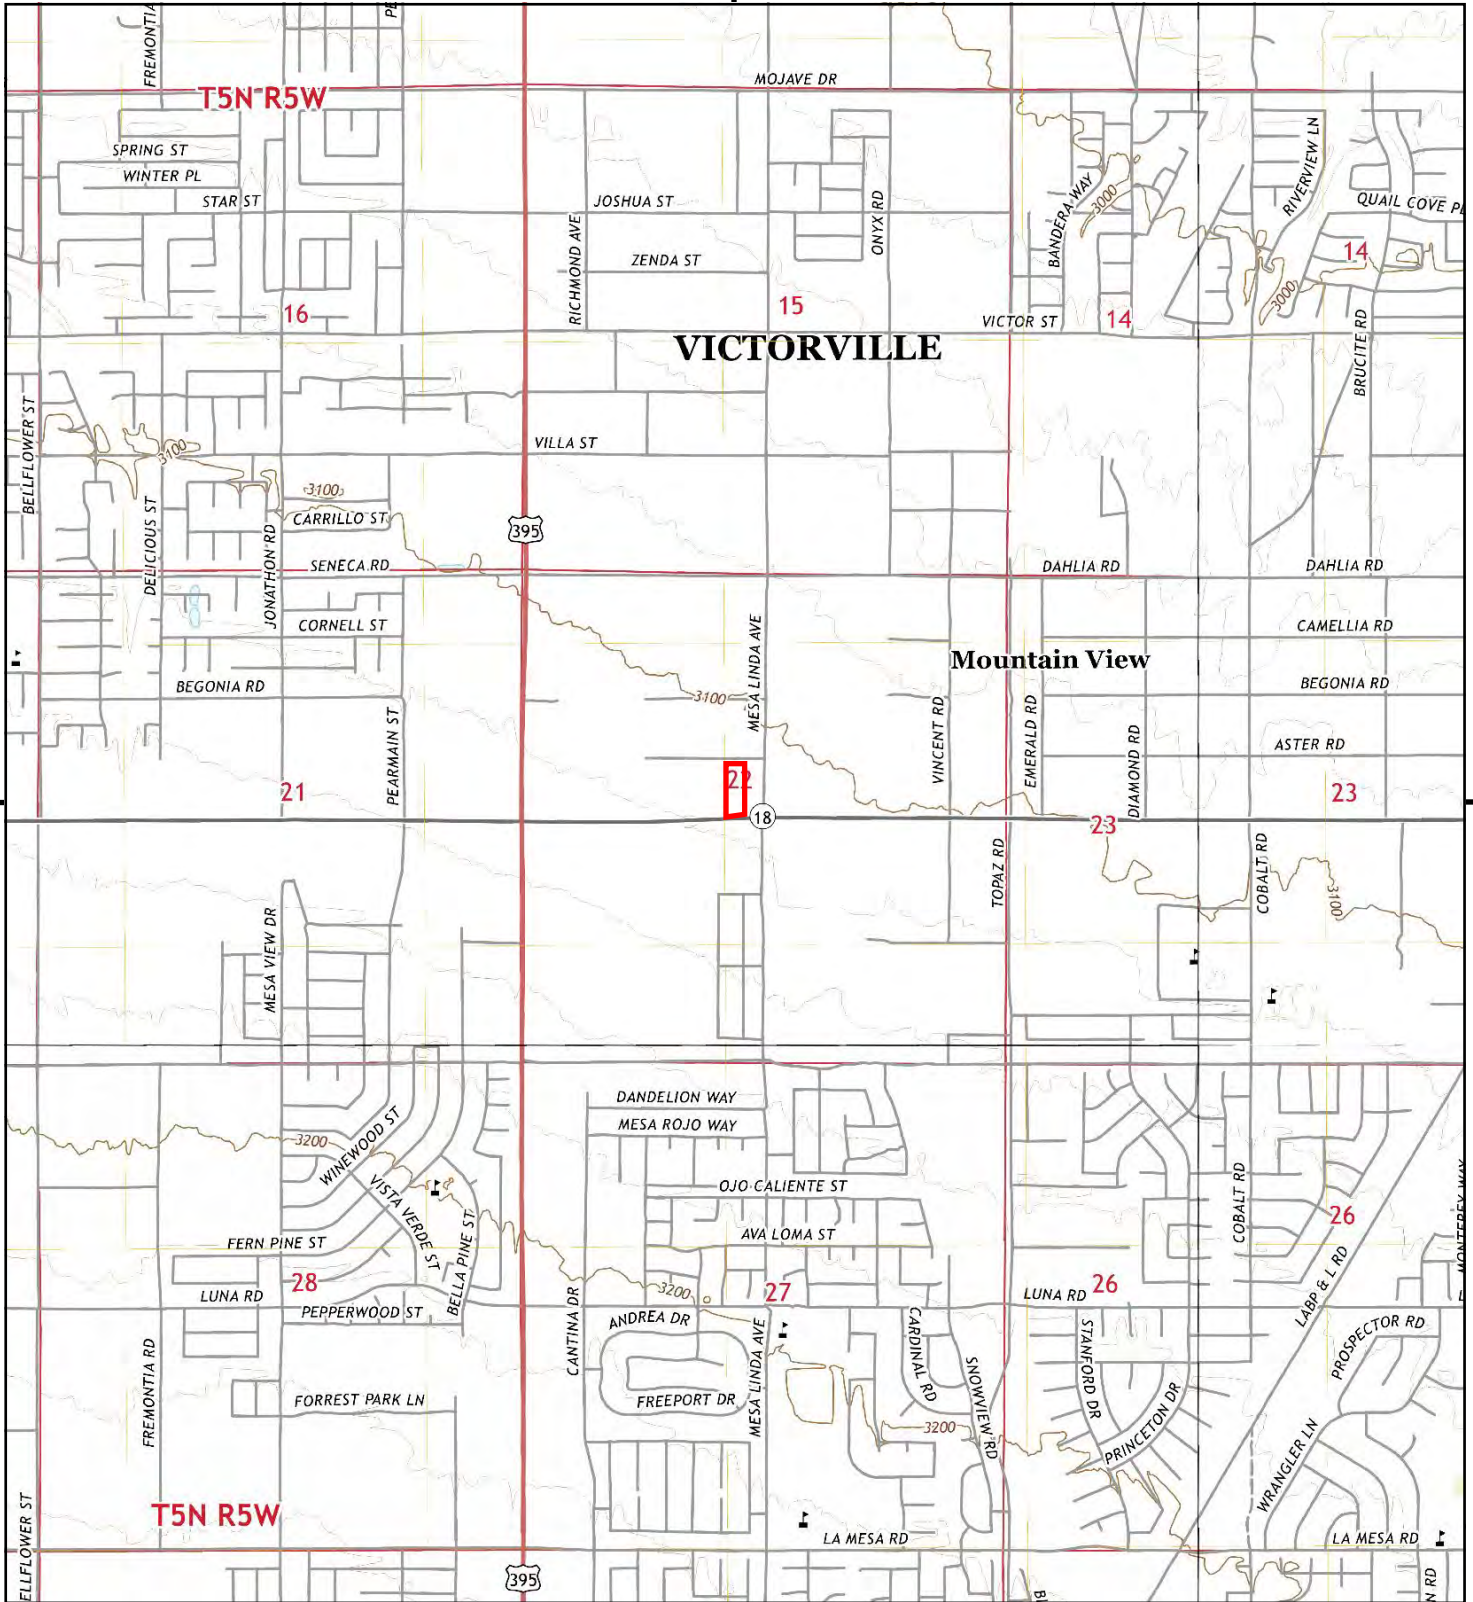 FREMONTIA
PE
MOJAVE DR
T5N R5W
SPRING ST
WINTER PL
STAR ST
JOSHUA ST
RICHMOND AVE
ZENDA ST
ONYX RD
BANDERA WAY
3000
RIVERVIEW LN
QUAIL COVE PL
14
3000
16
15
VICTOR ST
14
BRUCITE RD
VICTORVILLE
BELLFLOWER ST
VILLA ST
3100
3100
CARRILLO ST
DELICIOUS ST
JONATHON RD
395
SENECA RD
DAHLIA RD
DAHLIA RD
CORNELL ST
CAMELLIA RD
MESA LINDA AVE
Mountain View
BEGONIA RD
3100
BEGONIA RD
PEARMAIN ST
VINCENT RD
EMERALD RD
DIAMOND RD
ASTER RD
21
22
23
18
23
TOPAZ RD
COBALT RD
3100
MESA VIEW DR
DANDELION WAY
MESA ROJO WAY
3200
WINEWOOD ST
VISTA VERDE ST
OJO CALIENTE ST
COBALT RD
MONTEREY WAY
26
FERN PINE ST
BELLA PINE ST
AVA LOMA ST
LABP & L RD
28
LUNA RD
3200
27
LUNA RD
26
PEPPERWOOD ST
CANTINA DR
ANDREA DR
MESA LINDA AVE
CARDINAL RD
SNOWVIEW RD
STANFORD DR
PROSPECTOR RD
FREMONTIA RD
FORREST PARK LN
FREEPORT DR
3200
PRINCETON DR
WRANGLER LN
T5N R5W
ELLFLOWER ST
LA MESA RD
LA MESA RD
395
N RD